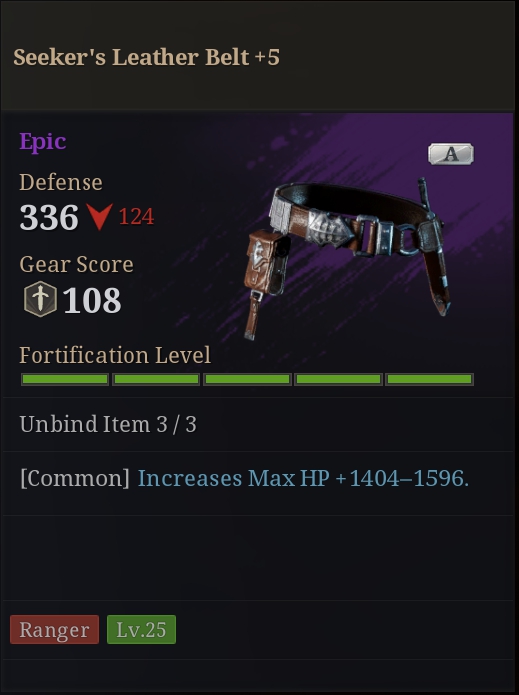 Seeker's Leather Belt +5
Epic
A
Defense
336 124
Gear Score
108
Fortification Level
Unbind Item 3 / 3
[Common] Increases Max HP +1404–1596.
Ranger Lv.25